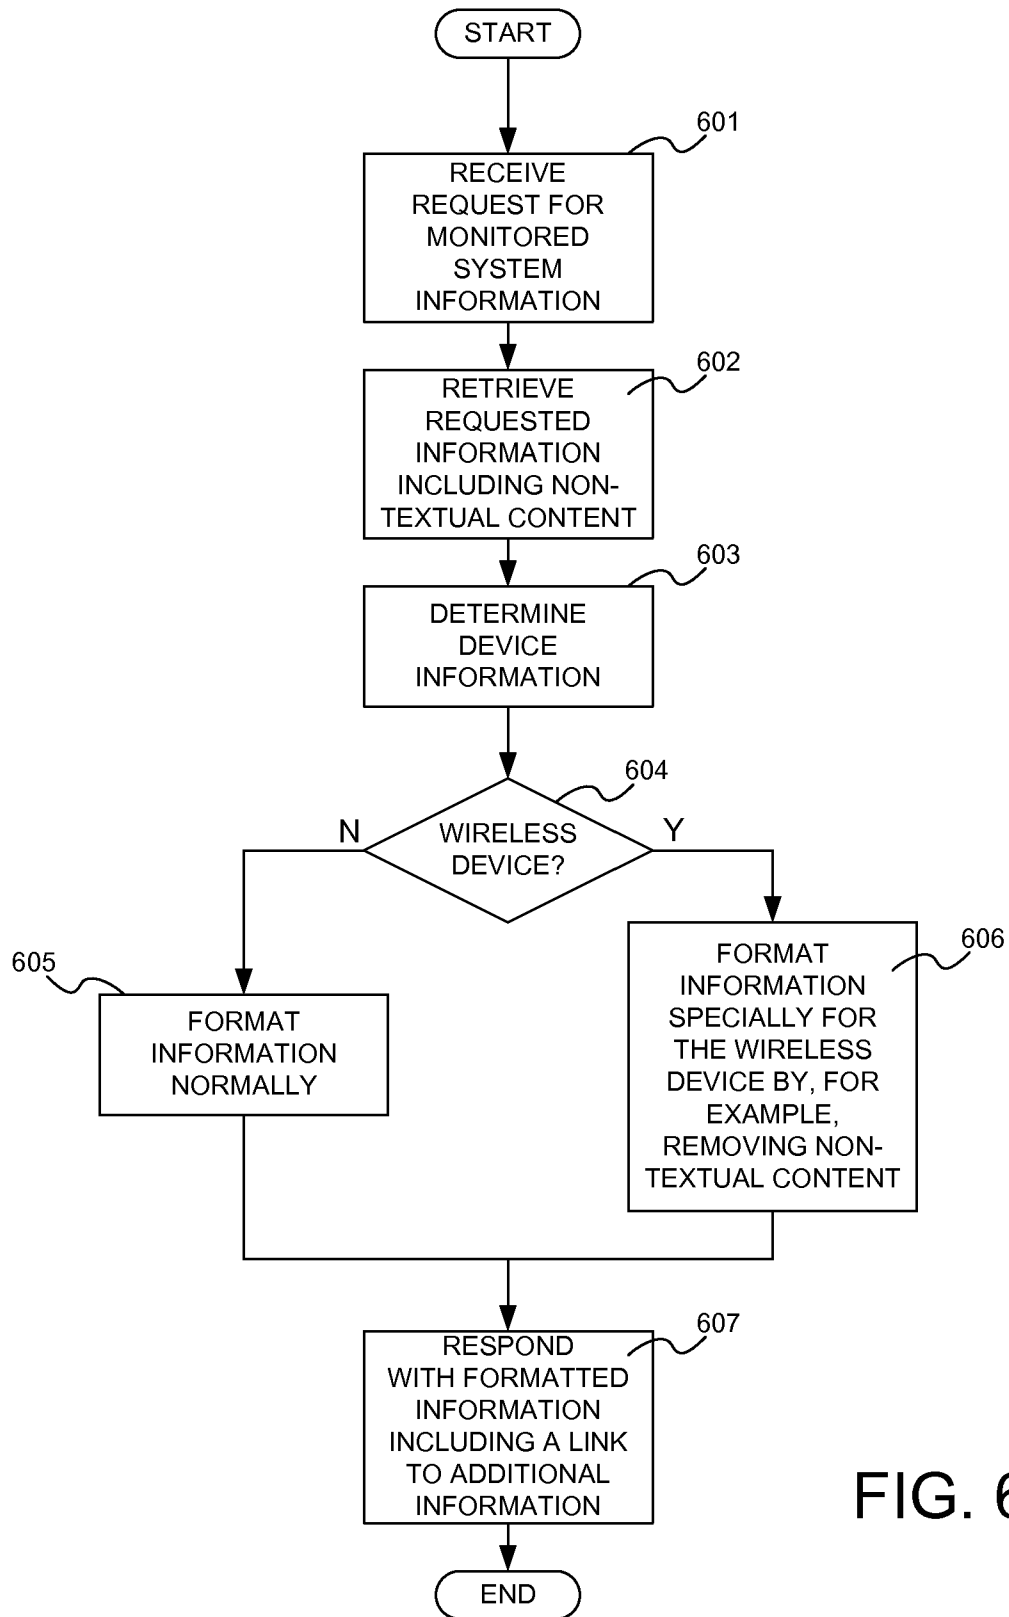 START
601
RECEIVE
REQUEST FOR
MONITORED
SYSTEM
INFORMATION
602
RETRIEVE
REQUESTED
INFORMATION
INCLUDING NON-
TEXTUAL CONTENT
603
DETERMINE
DEVICE
INFORMATION
604
WIRELESS
DEVICE?
N
Y
605
FORMAT
INFORMATION
NORMALLY
606
FORMAT
INFORMATION
SPECIALLY FOR
THE WIRELESS
DEVICE BY, FOR
EXAMPLE,
REMOVING NON-
TEXTUAL CONTENT
607
RESPOND
WITH FORMATTED
INFORMATION
INCLUDING A LINK
TO ADDITIONAL
INFORMATION
END
FIG. 6